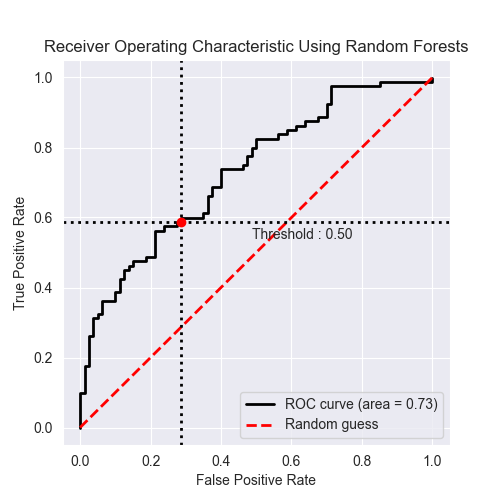 Receiver Operating Characteristic Using Random Forests
1.0
0.8
0.6
0.4
0.2
0.0
True Positive Rate
Threshold : 0.50
ROC curve (area = 0.73)
Random guess
0.0 0.2 0.4 0.6 0.8 1.0
False Positive Rate